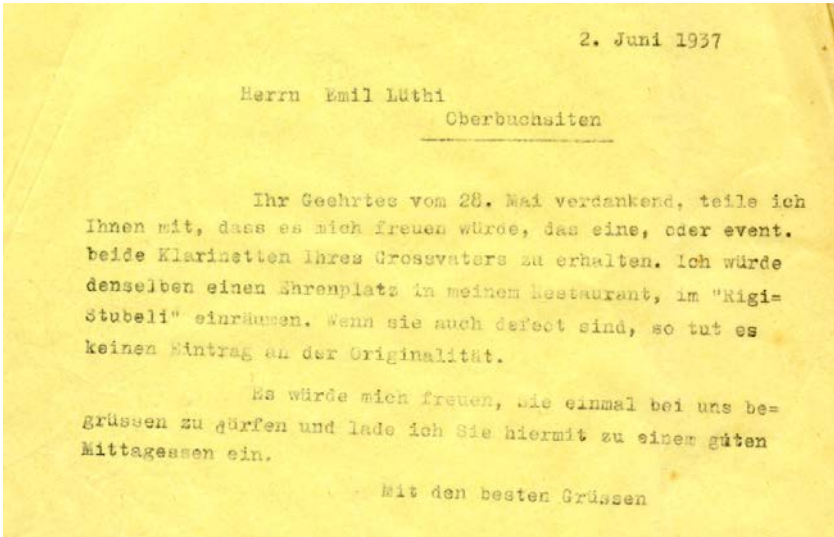 2. Juni 1937
Herrn Emil Lüthi
Oberbuchsiten
Ihr Geehrtes vom 28. Mai verdankend, teile ich
Ihnen mit, dass es mich freuen würde, das eine, oder event.
beide Klarinetten Ihres Grossvaters zu erhalten. Ich würde
denselben einen Ehrenplatz in meinem Restaurant, im "Rigi=
Stubeli" einräumen. Wenn sie auch defect sind, so tut es
keinen Eintrag an der Originalität.
Es würde mich freuen, Sie einmal bei uns be=
grüssen zu dürfen und lade ich Sie hiermit zu einem guten
Mittagessen ein.
Mit den besten Grüssen